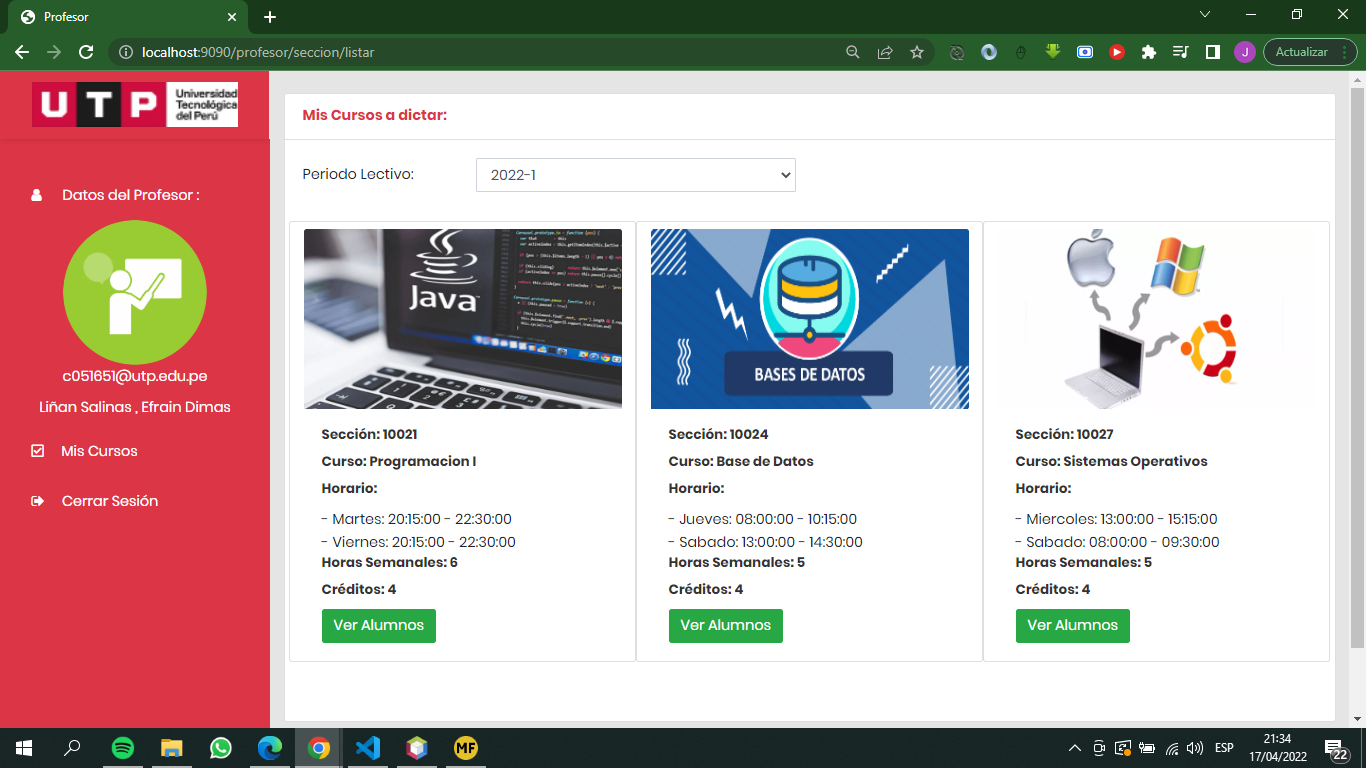 Profesor
localhost:9090/profesor/seccion/listar
J
Actualizar
UTP
Universidad
Tecnológica
del Perú
Datos del Profesor :
c051651@utp.edu.pe
Liñan Salinas , Efrain Dimas
Mis Cursos
Cerrar Sesión
Mis Cursos a dictar:
Periodo Lectivo:
2022-1
Java
Sección: 10021
Curso: Programacion I
Horario:
- Martes: 20:15:00 - 22:30:00
- Viernes: 20:15:00 - 22:30:00
Horas Semanales: 6
Créditos: 4
Ver Alumnos
BASES DE DATOS
Sección: 10024
Curso: Base de Datos
Horario:
- Jueves: 08:00:00 - 10:15:00
- Sabado: 13:00:00 - 14:30:00
Horas Semanales: 5
Créditos: 4
Ver Alumnos
Sección: 10027
Curso: Sistemas Operativos
Horario:
- Miercoles: 13:00:00 - 15:15:00
- Sabado: 08:00:00 - 09:30:00
Horas Semanales: 5
Créditos: 4
Ver Alumnos
MF
ESP
21:34
17/04/2022
22